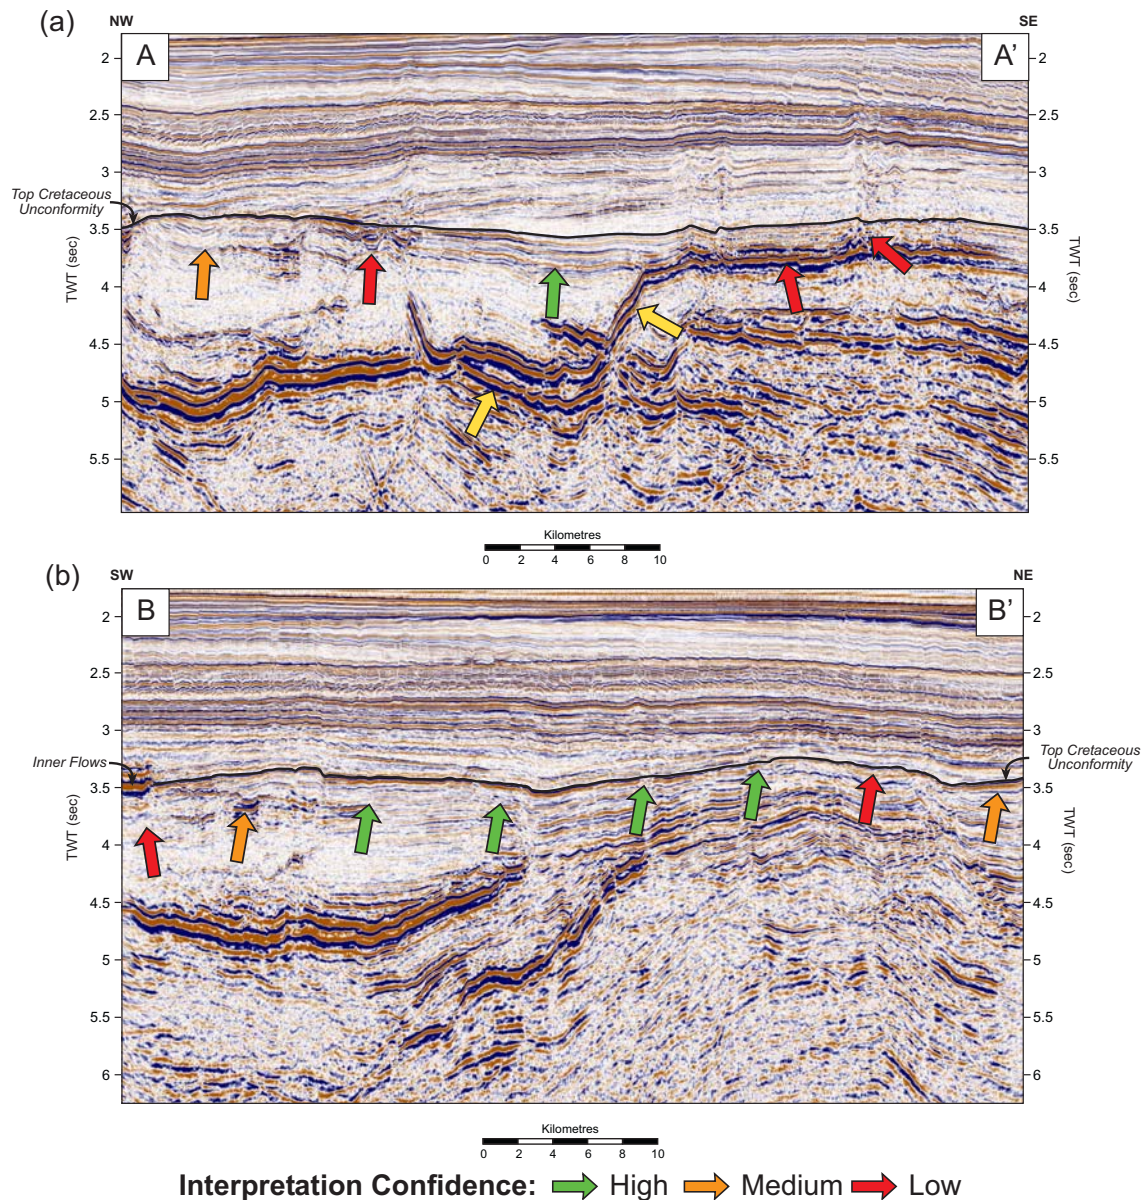 (a)
NW
SE
A
A’
2
2.5
3
3.5
4
4.5
5
5.5
TWT (sec)
Top Cretaceous
Unconformity
2
2.5
3
3.5
4
4.5
5
5.5
TWT (sec)
Kilometres
0 2 4 6 8 10
(b)
SW
NE
B
B’
2
2.5
3
3.5
4
4.5
5
5.5
6
TWT (sec)
Inner Flows
Top Cretaceous
Unconformity
2
2.5
3
3.5
4
4.5
5
5.5
6
TWT (sec)
Kilometres
0 2 4 6 8 10
Interpretation Confidence: High Medium Low